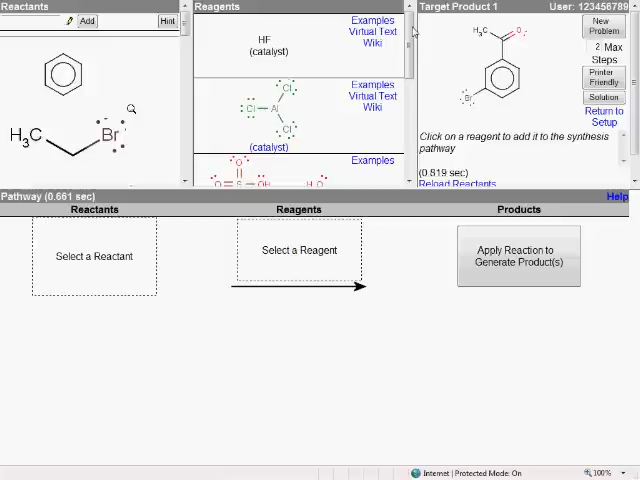 Reactants
Reagents
Target Product 1
User: 123456789
Add
Hint
H₃C
Br
HF
(catalyst)
Examples
Virtual Text
Wiki
Cl
Cl
Al
Cl
(catalyst)
Examples
Virtual Text
Wiki
O
O
S
OH
H
O
Examples
H₃C
O
Br
New
Problem
2 Max
Steps
Printer
Friendly
Solution
Return to
Setup
Click on a reagent to add it to the synthesis
pathway
(0.819 sec)
Reload Reactants
Pathway (0.661 sec)
Help
Reactants
Reagents
Products
Select a Reactant
Select a Reagent
Apply Reaction to
Generate Product(s)
Internet | Protected Mode: On
100%